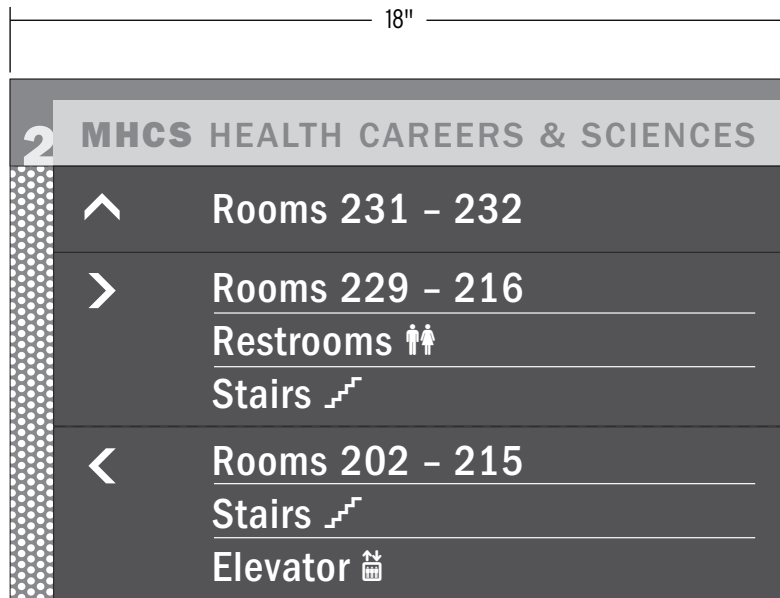 18"
2 MHCS HEALTH CAREERS & SCIENCES
Rooms 231 – 232
Rooms 229 – 216
Restrooms
Stairs
Rooms 202 – 215
Stairs
Elevator